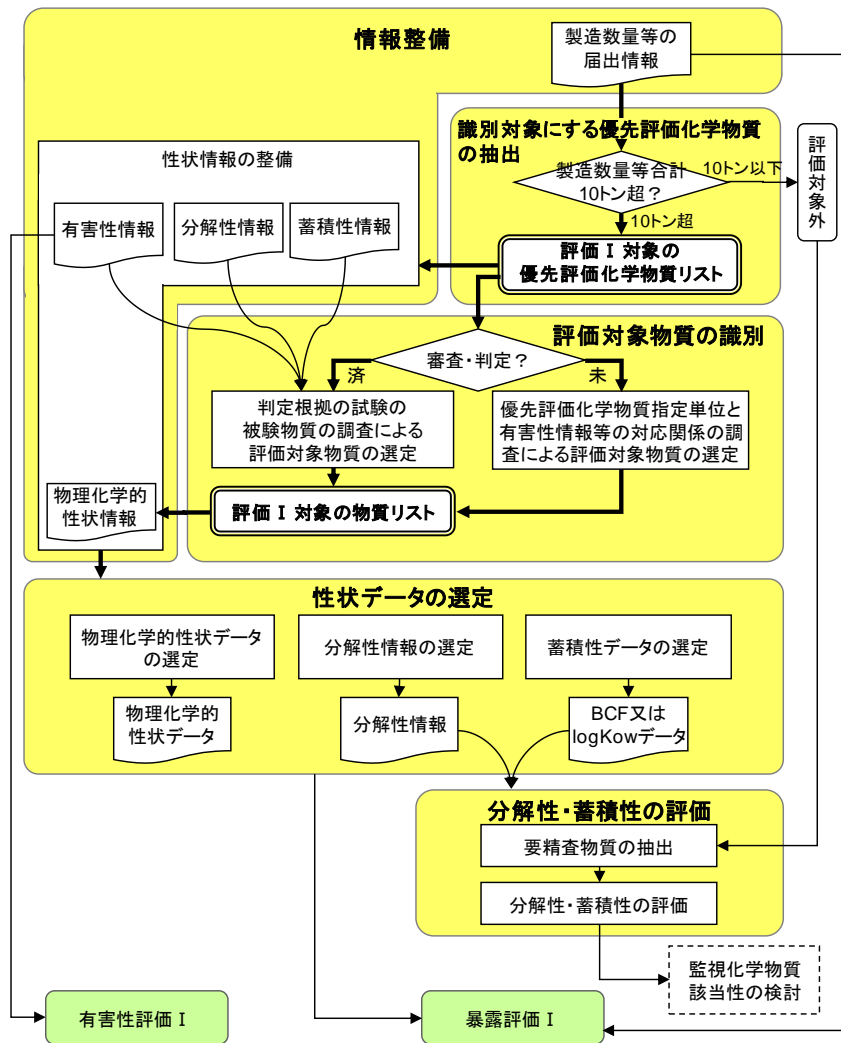 情報整備
製造数量等の
届出情報
識別対象にする優先評価化学物質
の抽出
製造数量等合計
10トン超？
10トン以下
評価対象外
10トン超
評価Ⅰ対象の
優先評価化学物質リスト
性状情報の整備
有害性情報
分解性情報
蓄積性情報
評価対象物質の識別
審査・判定？
済
未
判定根拠の試験の
被験物質の調査による
評価対象物質の選定
優先評価化学物質指定単位と
有害性情報等の対応関係の調
査による評価対象物質の選定
評価Ⅰ対象の物質リスト
物理化学的
性状情報
性状データの選定
物理化学的性状データ
の選定
分解性情報の選定
蓄積性データの選定
物理化学的
性状データ
分解性情報
BCF又は
logKowデータ
分解性・蓄積性の評価
要精査物質の抽出
分解性・蓄積性の評価
監視化学物質
該当性の検討
有害性評価Ⅰ
暴露評価Ⅰ